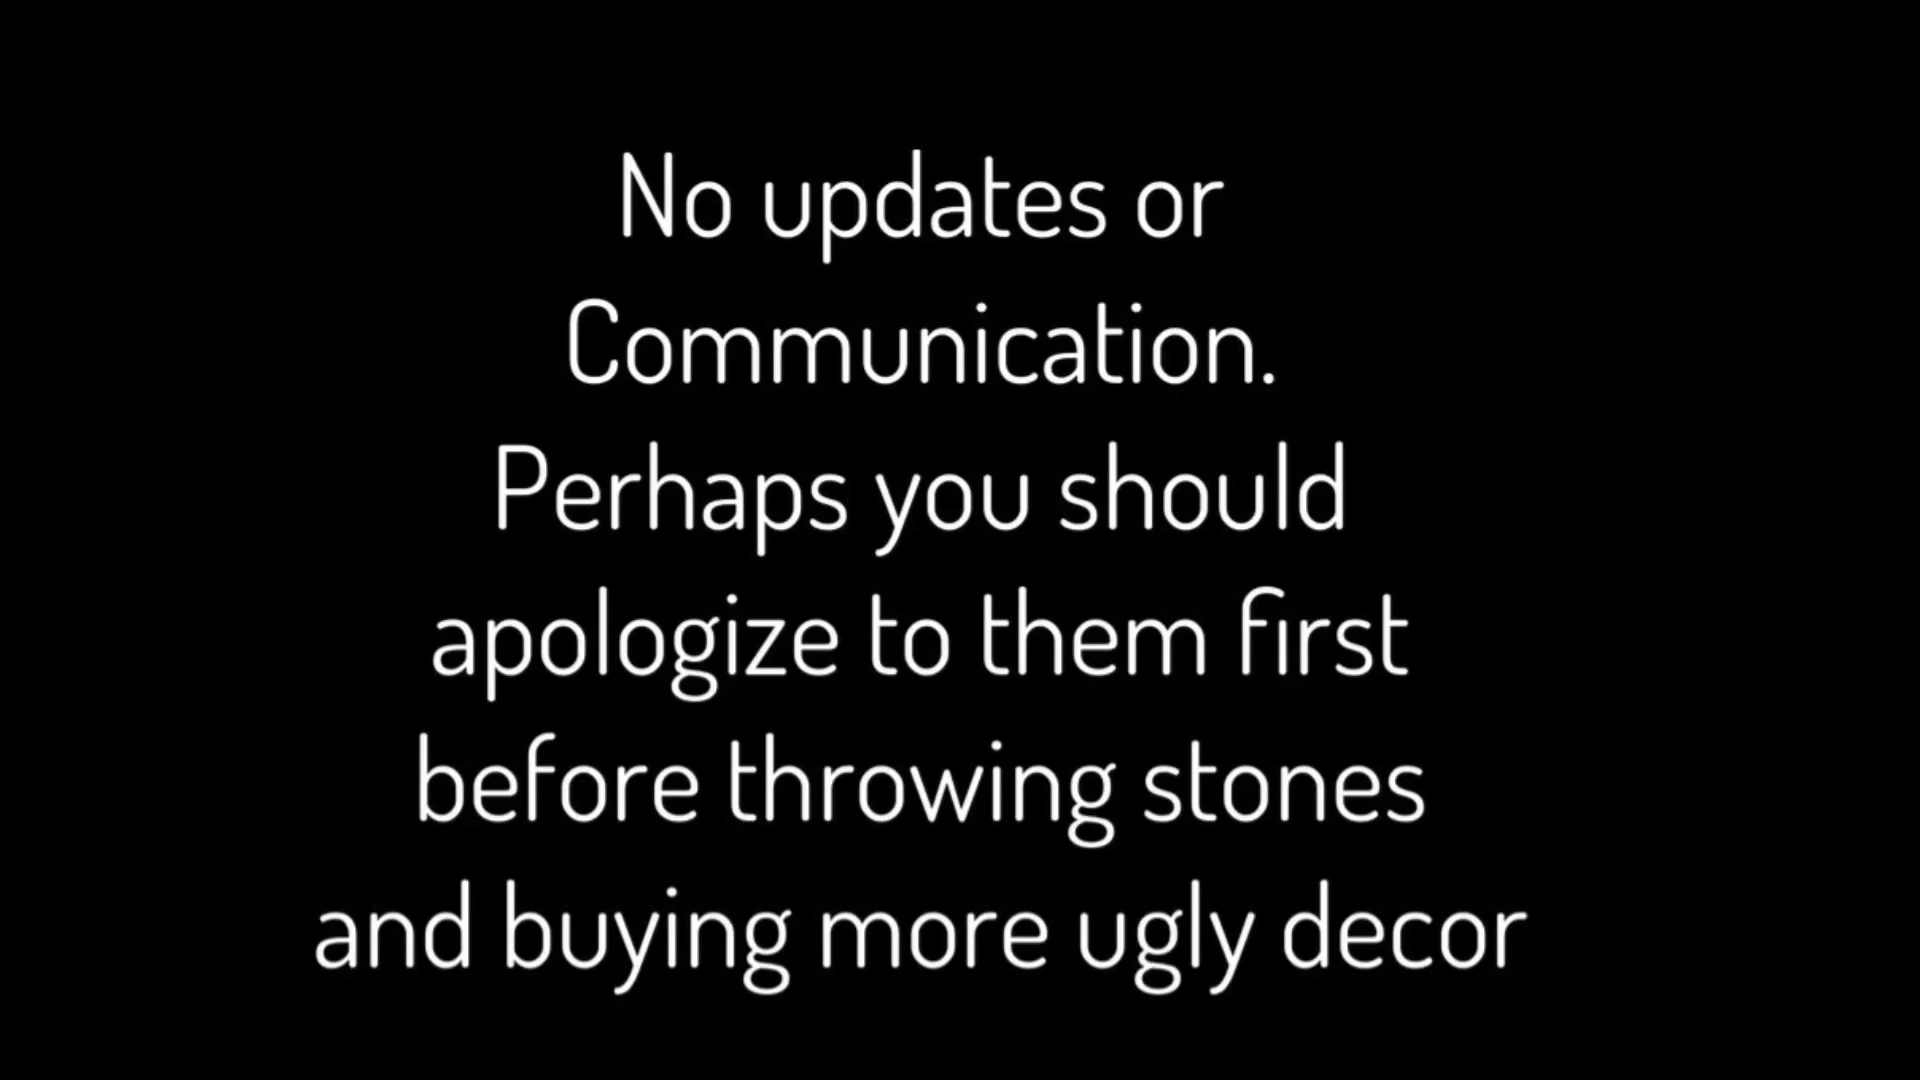 No updates or
Communication.
Perhaps you should
apologize to them first
before throwing stones
and buying more ugly decor